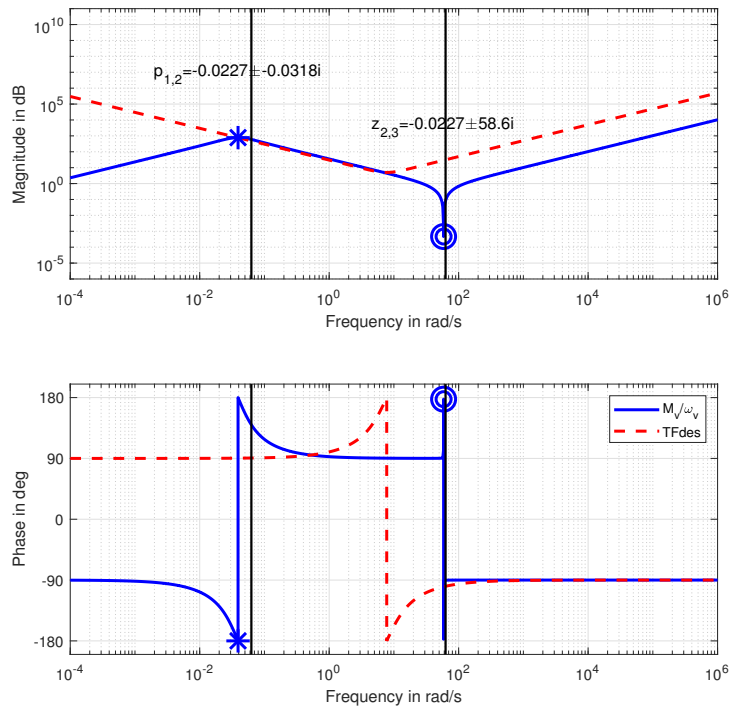 10^10
10^5
10^0
10^-5
Magnitude in dB
p_1,2=-0.0227±-0.0318i
z_2,3=-0.0227±58.6i
10^-4
10^-2
10^0
10^2
10^4
10^6
Frequency in rad/s
180
90
0
-90
-180
Phase in deg
M_v/ω_v
TFdes
10^-4
10^-2
10^0
10^2
10^4
10^6
Frequency in rad/s